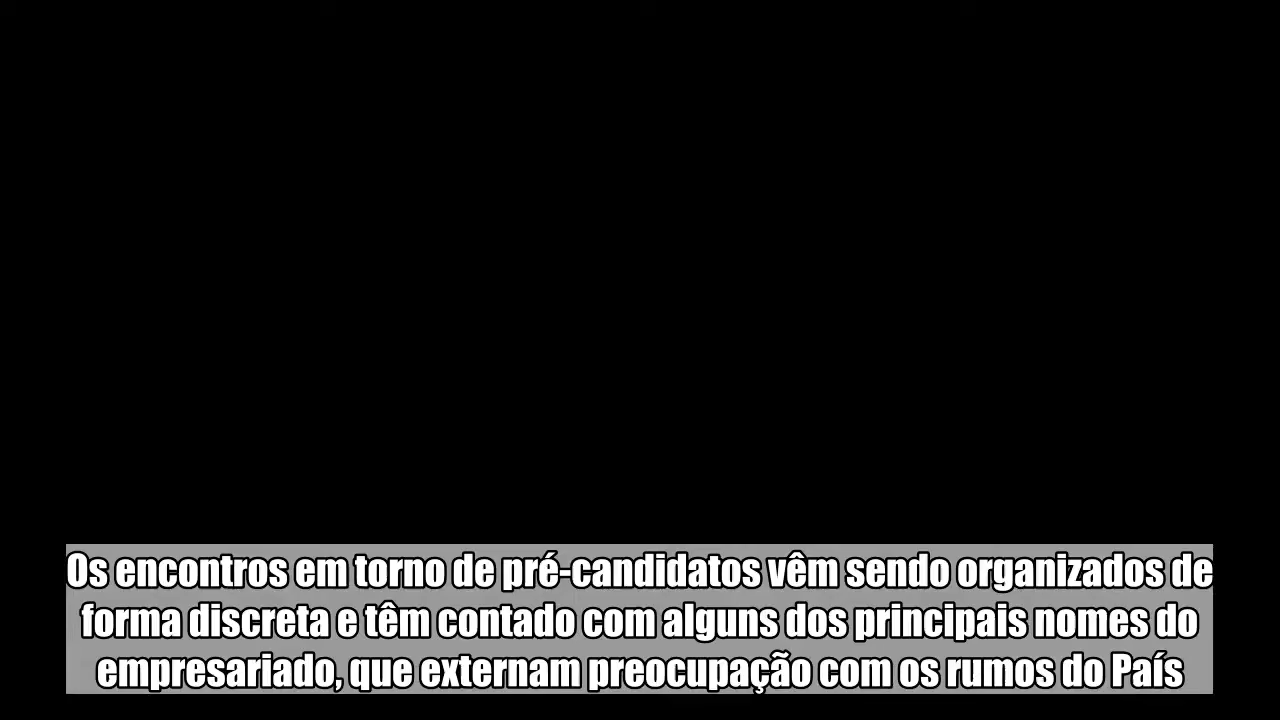 Os encontros em torno de pré-candidatos vêm sendo organizados de
forma discreta e têm contado com alguns dos principais nomes do
empresariado, que externam preocupação com os rumos do País